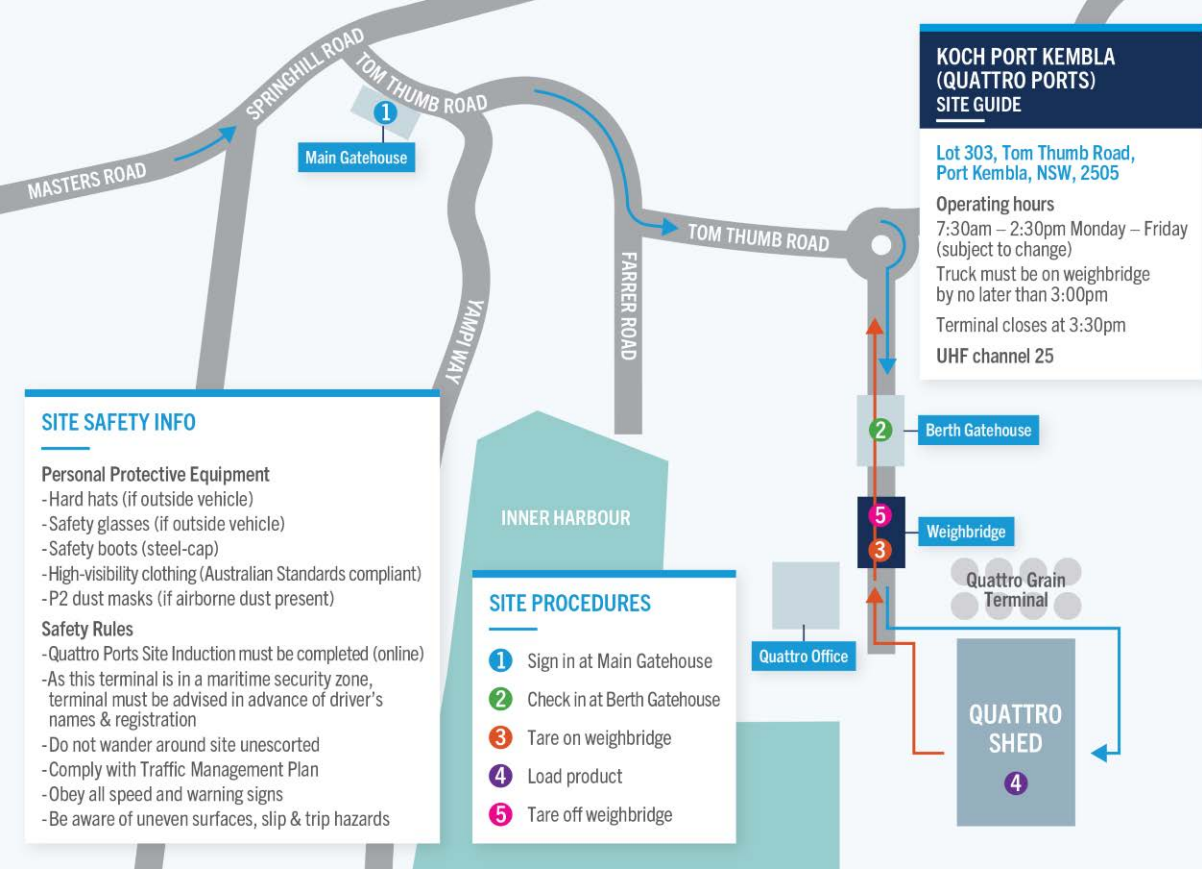 SPRINGHILL ROAD
TOM THUMB ROAD
1
Main Gatehouse
MASTERS ROAD
TOM THUMB ROAD
FARRER ROAD
YAMPI WAY
KOCH PORT KEMBLA
(QUATTRO PORTS)
SITE GUIDE
Lot 303, Tom Thumb Road,
Port Kembla, NSW, 2505
Operating hours
7:30am – 2:30pm Monday – Friday
(subject to change)
Truck must be on weighbridge
by no later than 3:00pm
Terminal closes at 3:30pm
UHF channel 25
2
Berth Gatehouse
5
3
Weighbridge
Quattro Grain
Terminal
Quattro Office
QUATTRO
SHED
4
INNER HARBOUR
SITE SAFETY INFO
Personal Protective Equipment
-Hard hats (if outside vehicle)
-Safety glasses (if outside vehicle)
-Safety boots (steel-cap)
-High-visibility clothing (Australian Standards compliant)
-P2 dust masks (if airborne dust present)
Safety Rules
-Quattro Ports Site Induction must be completed (online)
-As this terminal is in a maritime security zone,
terminal must be advised in advance of driver's
names & registration
-Do not wander around site unescorted
-Comply with Traffic Management Plan
-Obey all speed and warning signs
-Be aware of uneven surfaces, slip & trip hazards
SITE PROCEDURES
1 Sign in at Main Gatehouse
2 Check in at Berth Gatehouse
3 Tare on weighbridge
4 Load product
5 Tare off weighbridge